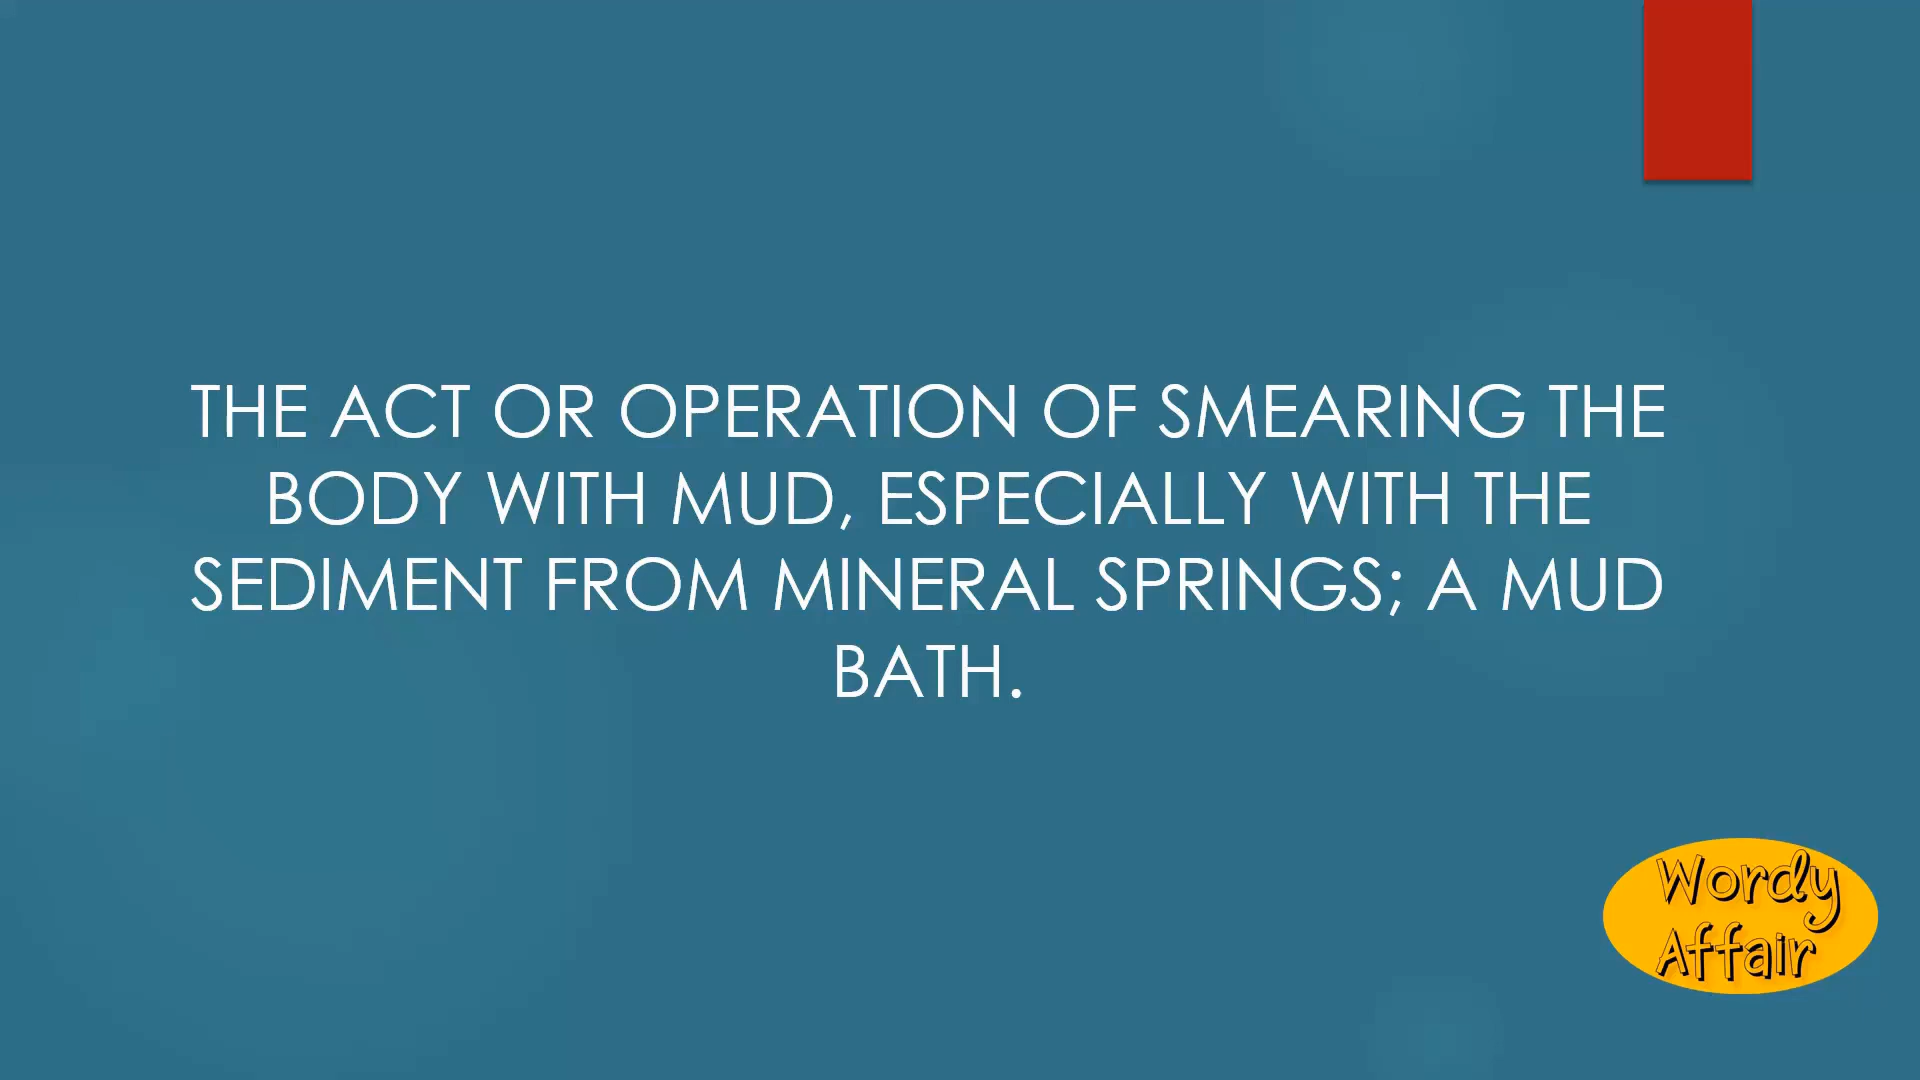 THE ACT OR OPERATION OF SMEARING THE
BODY WITH MUD, ESPECIALLY WITH THE
SEDIMENT FROM MINERAL SPRINGS; A MUD
BATH.
Wordy
Affair